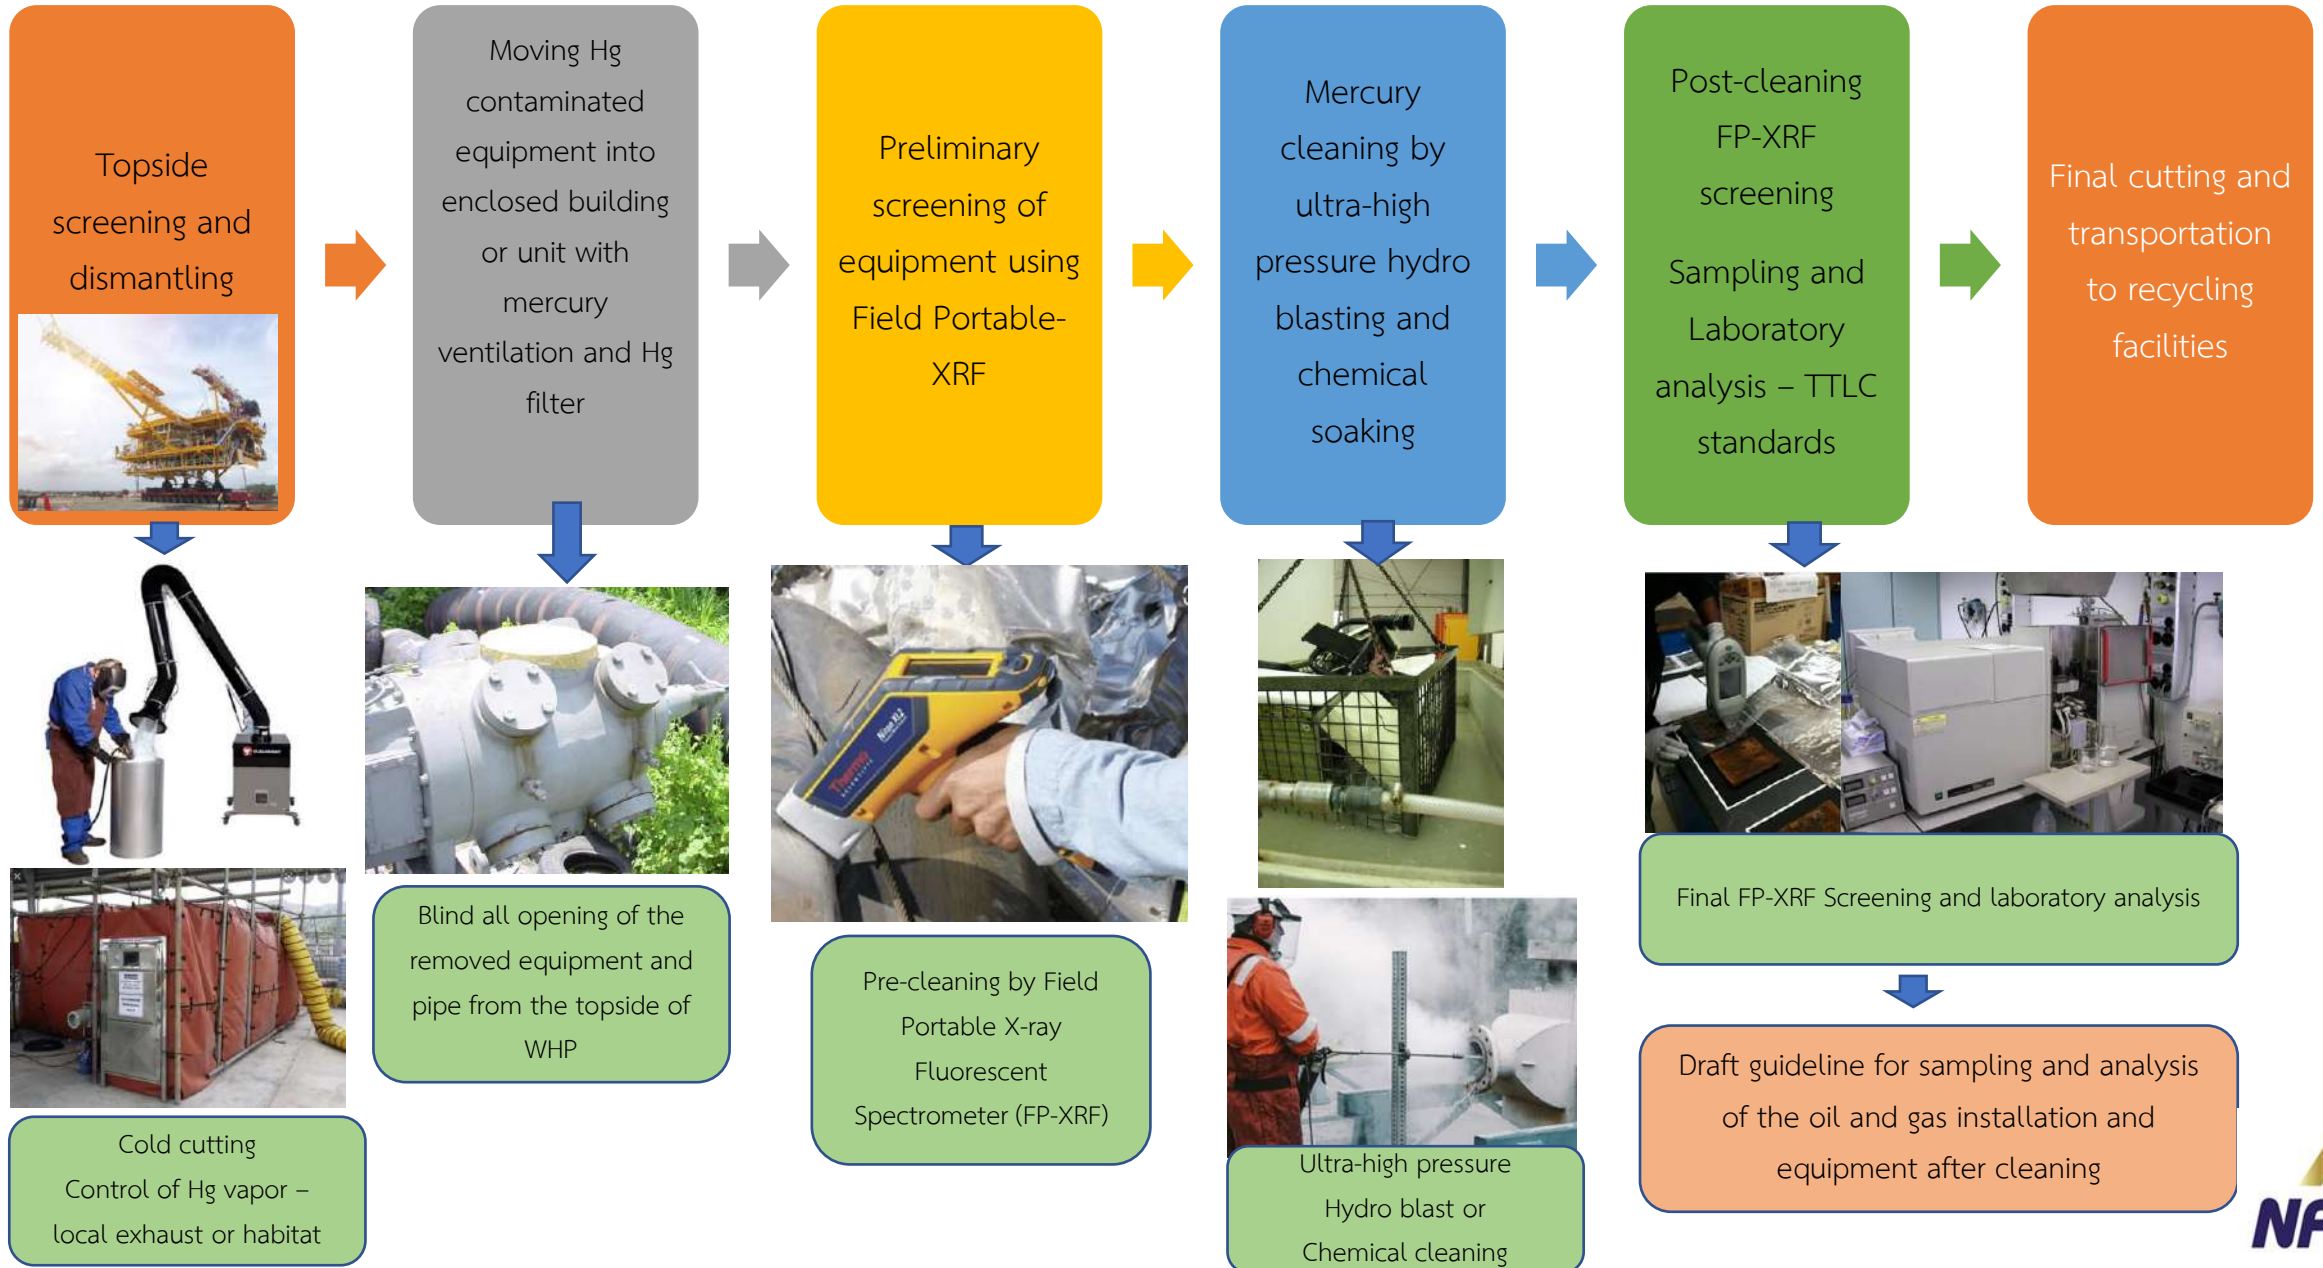 Topside
screening and
dismantling
Moving Hg
contaminated
equipment into
enclosed building
or unit with
mercury
ventilation and Hg
filter
Preliminary
screening of
equipment using
Field Portable-
XRF
Mercury
cleaning by
ultra-high
pressure hydro
blasting and
chemical
soaking
Post-cleaning
FP-XRF
screening
Sampling and
Laboratory
analysis – TTLC
standards
Final cutting and
transportation
to recycling
facilities
Cold cutting
Control of Hg vapor –
local exhaust or habitat
Blind all opening of the
removed equipment and
pipe from the topside of
WHP
Thermo
SCIENTIFIC
Niton XL2
Pre-cleaning by Field
Portable X-ray
Fluorescent
Spectrometer (FP-XRF)
Ultra-high pressure
Hydro blast or
Chemical cleaning
Final FP-XRF Screening and laboratory analysis
Draft guideline for sampling and analysis
of the oil and gas installation and
equipment after cleaning